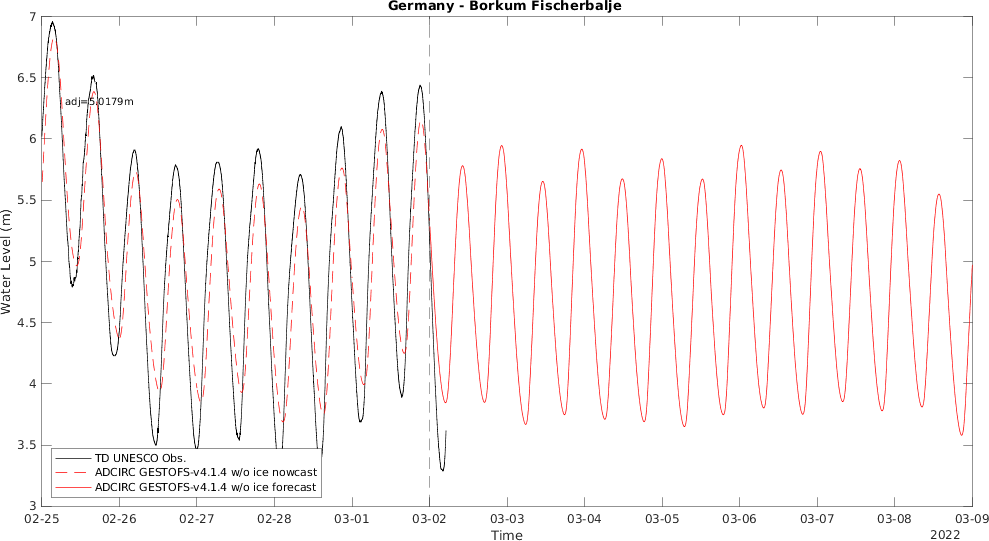 Germany - Borkum Fischerbalje
7
6.5
6
5.5
5
4.5
4
3.5
3
Water Level (m)
adj=5.0179m
TD UNESCO Obs.
ADCIRC GESTOFS-v4.1.4 w/o ice nowcast
ADCIRC GESTOFS-v4.1.4 w/o ice forecast
02-25 02-26 02-27 02-28 03-01 03-02 03-03 03-04 03-05 03-06 03-07 03-08 03-09
Time
2022